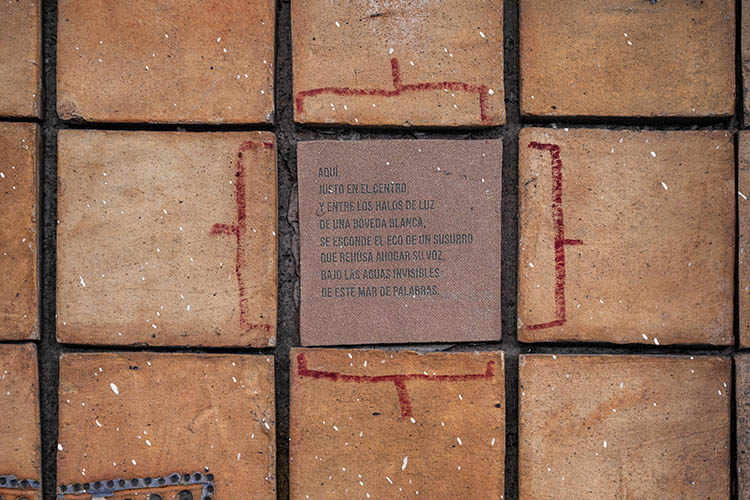 AQUÍ,
JUSTO EN EL CENTRO,
Y ENTRE LOS HALOS DE LUZ
DE UNA BÓVEDA BLANCA,
SE ESCONDE EL ECO DE UN SUSURRO
QUE REHUSA AHOGAR SU VOZ,
BAJO LAS AGUAS INVISIBLES
DE ESTE MAR DE PALABRAS.